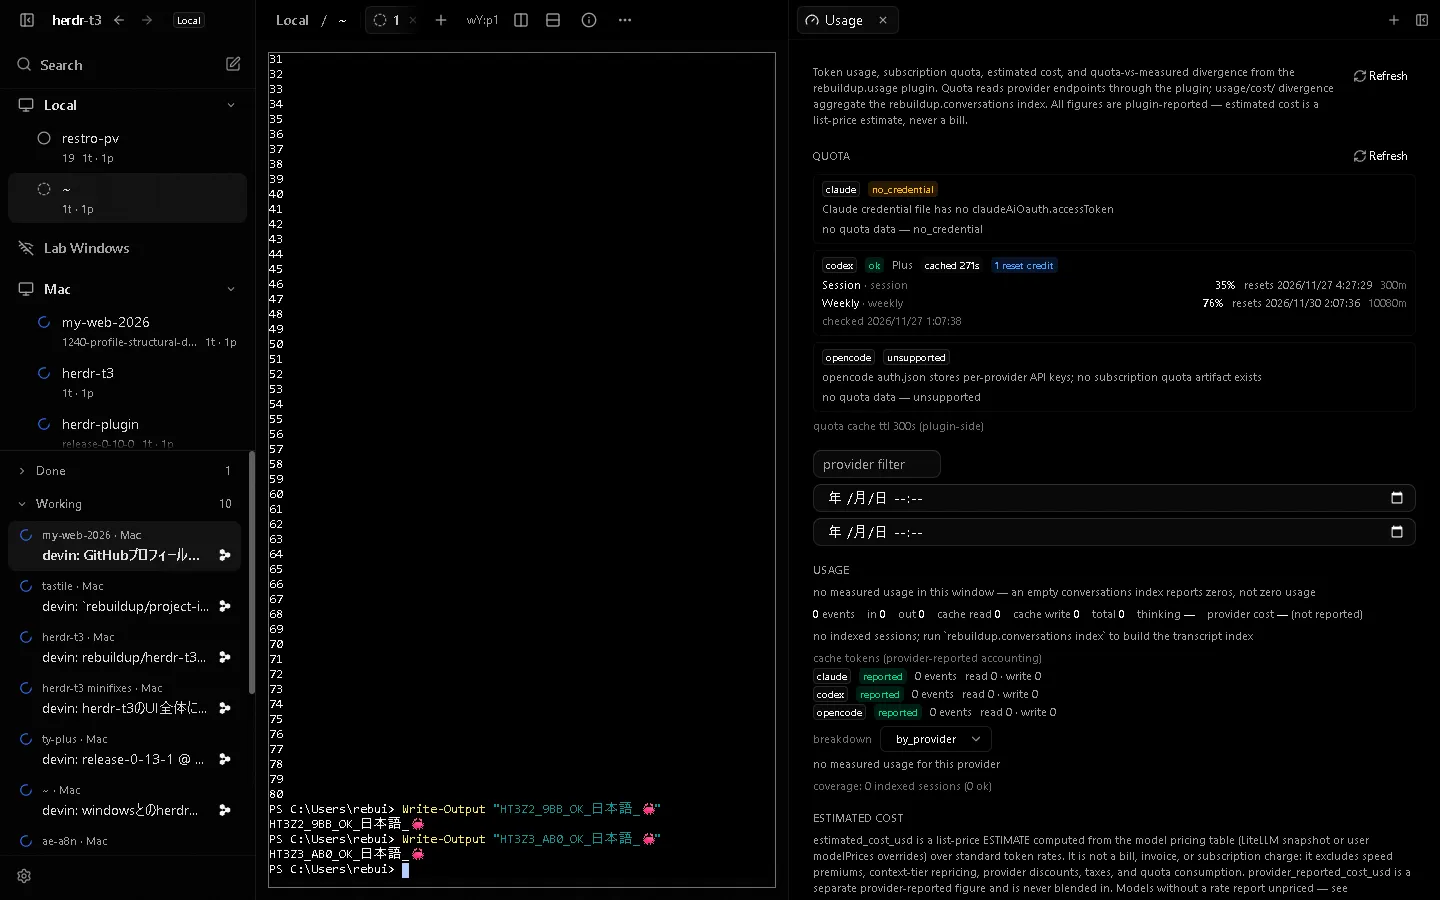 herdr-t3
Local
Search
Local
restro-pv
19 1t · 1p
~
1t · 1p
Lab Windows
Mac
my-web-2026
1240-profile-structural-d... 1t · 1p
herdr-t3
1t · 1p
herdr-plugin
release-0-10-0 1t · 1p
Done 1
Working 10
my-web-2026 · Mac
devin: GitHubプロフィール...
tastile · Mac
devin: `rebuildup/project-i...
herdr-t3 · Mac
devin: rebuildup/herdr-t3...
herdr-t3 minifixes · Mac
devin: herdr-t3のUI全体に...
ty-plus · Mac
devin: release-0-13-1 @ ...
~ · Mac
devin: windowsとのherdr...
ae-a8n · Mac
Local / ~ 1 wY:p1
31
32
33
34
35
36
37
38
39
40
41
42
43
44
45
46
47
48
49
50
51
52
53
54
55
56
57
58
59
60
61
62
63
64
65
66
67
68
69
70
71
72
73
74
75
76
77
78
79
80
PS C:\Users\rebui> Write-Output "HT3Z2_9BB_OK_日本語_🦀"
HT3Z2_9BB_OK_日本語_🦀
PS C:\Users\rebui> Write-Output "HT3Z3_AB0_OK_日本語_🦀"
HT3Z3_AB0_OK_日本語_🦀
PS C:\Users\rebui>
Usage
Token usage, subscription quota, estimated cost, and quota-vs-measured divergence from the
rebuildup.usage plugin. Quota reads provider endpoints through the plugin; usage/cost/ divergence
aggregate the rebuildup.conversations index. All figures are plugin-reported — estimated cost is a
list-price estimate, never a bill.
Refresh
QUOTA
Refresh
claude no_credential
Claude credential file has no claudeAiOauth.accessToken
no quota data — no_credential
codex ok Plus cached 271s 1 reset credit
Session · session 35% resets 2026/11/27 4:27:29 300m
Weekly · weekly 76% resets 2026/11/30 2:07:36 10080m
checked 2026/11/27 1:07:38
opencode unsupported
opencode auth.json stores per-provider API keys; no subscription quota artifact exists
no quota data — unsupported
quota cache ttl 300s (plugin-side)
provider filter
年 /月/日 --:--
年 /月/日 --:--
USAGE
no measured usage in this window — an empty conversations index reports zeros, not zero usage
0 events in 0 out 0 cache read 0 cache write 0 total 0 thinking — provider cost — (not reported)
no indexed sessions; run `rebuildup.conversations index` to build the transcript index
cache tokens (provider-reported accounting)
claude reported 0 events read 0 · write 0
codex reported 0 events read 0 · write 0
opencode reported 0 events read 0 · write 0
breakdown by_provider
no measured usage for this provider
coverage: 0 indexed sessions (0 ok)
ESTIMATED COST
estimated_cost_usd is a list-price ESTIMATE computed from the model pricing table (LiteLLM snapshot or user
modelPrices overrides) over standard token rates. It is not a bill, invoice, or subscription charge: it excludes speed
premiums, context-tier repricing, provider discounts, taxes, and quota consumption. provider_reported_cost_usd is a
separate provider-reported figure and is never blended in. Models without a rate report unpriced — see